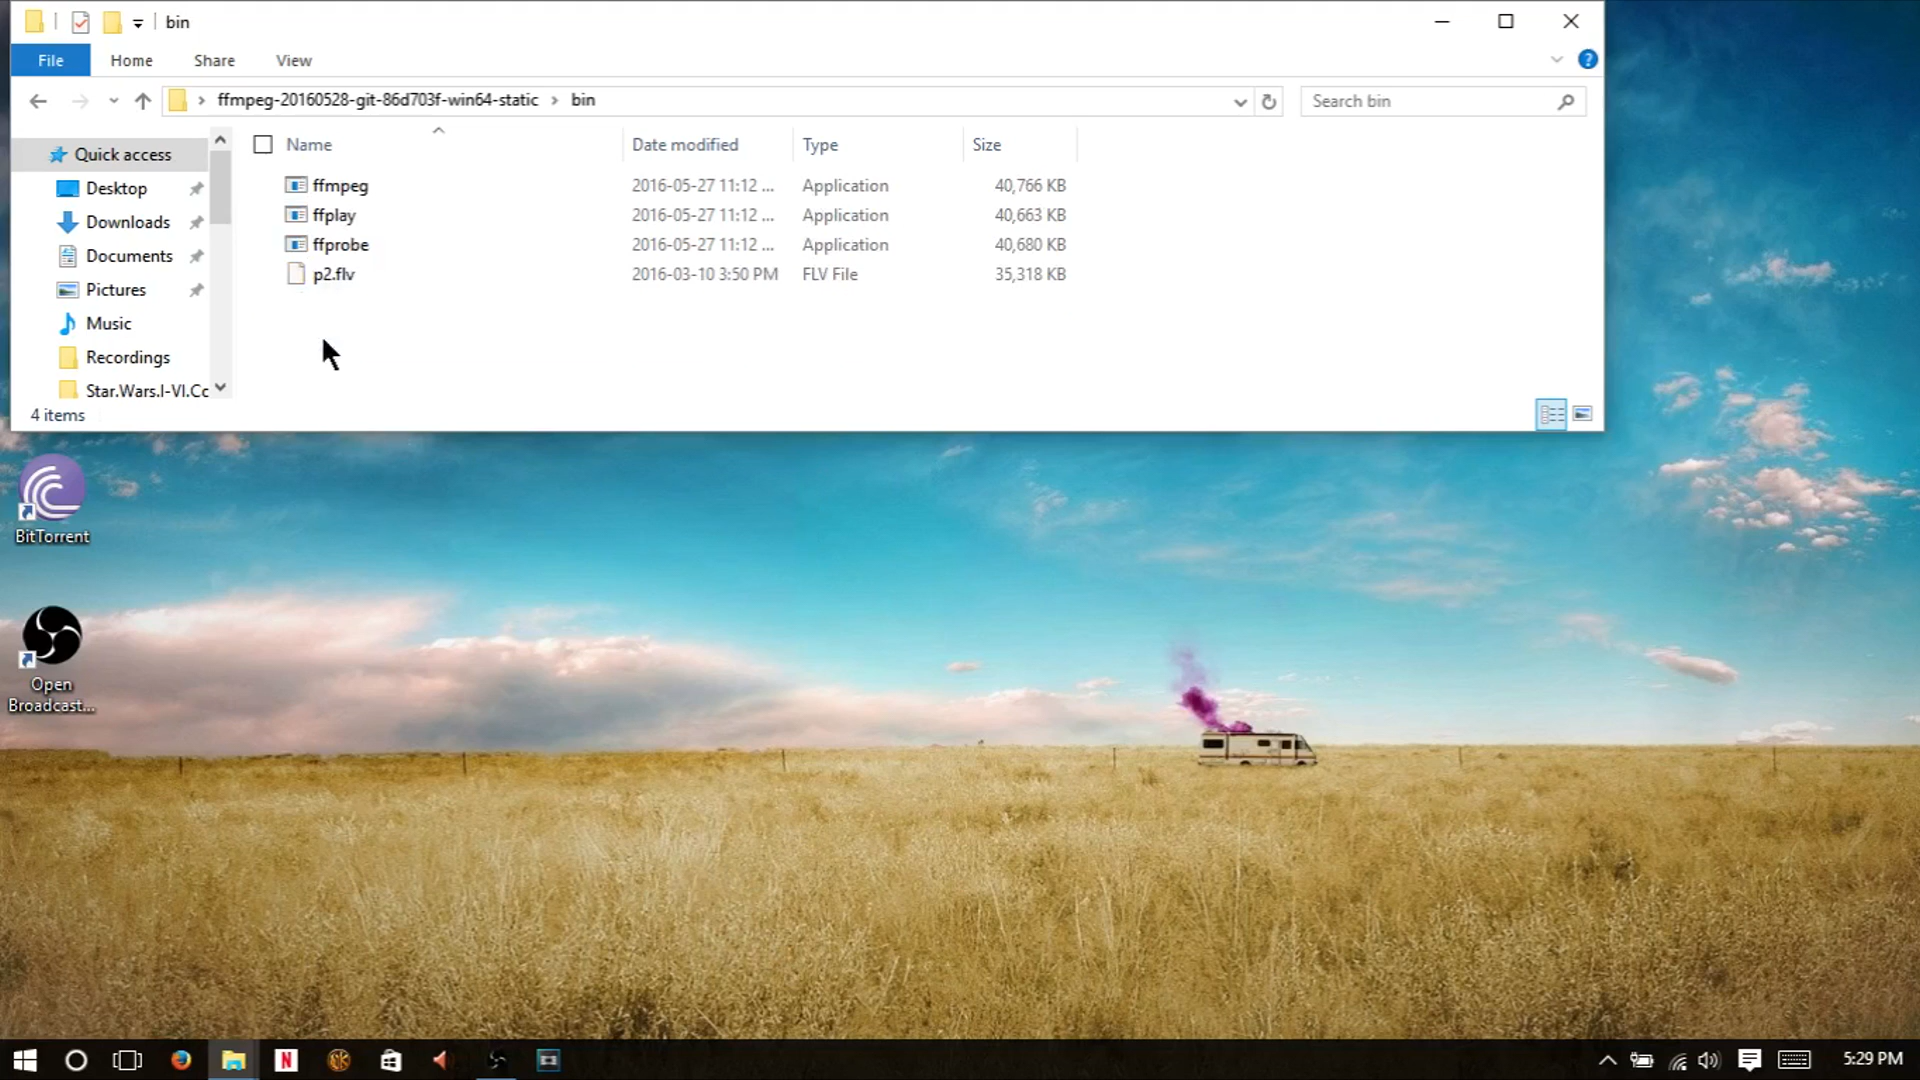 bin
File Home Share View
ffmpeg-20160528-git-86d703f-win64-static > bin
Search bin
Quick access
Desktop
Downloads
Documents
Pictures
Music
Recordings
Star.Wars.I-VI.Cc
Name Date modified Type Size
ffmpeg 2016-05-27 11:12 ... Application 40,766 KB
ffplay 2016-05-27 11:12 ... Application 40,663 KB
ffprobe 2016-05-27 11:12 ... Application 40,680 KB
p2.flv 2016-03-10 3:50 PM FLV File 35,318 KB
4 items
BitTorrent
Open
Broadcast...
5:29 PM